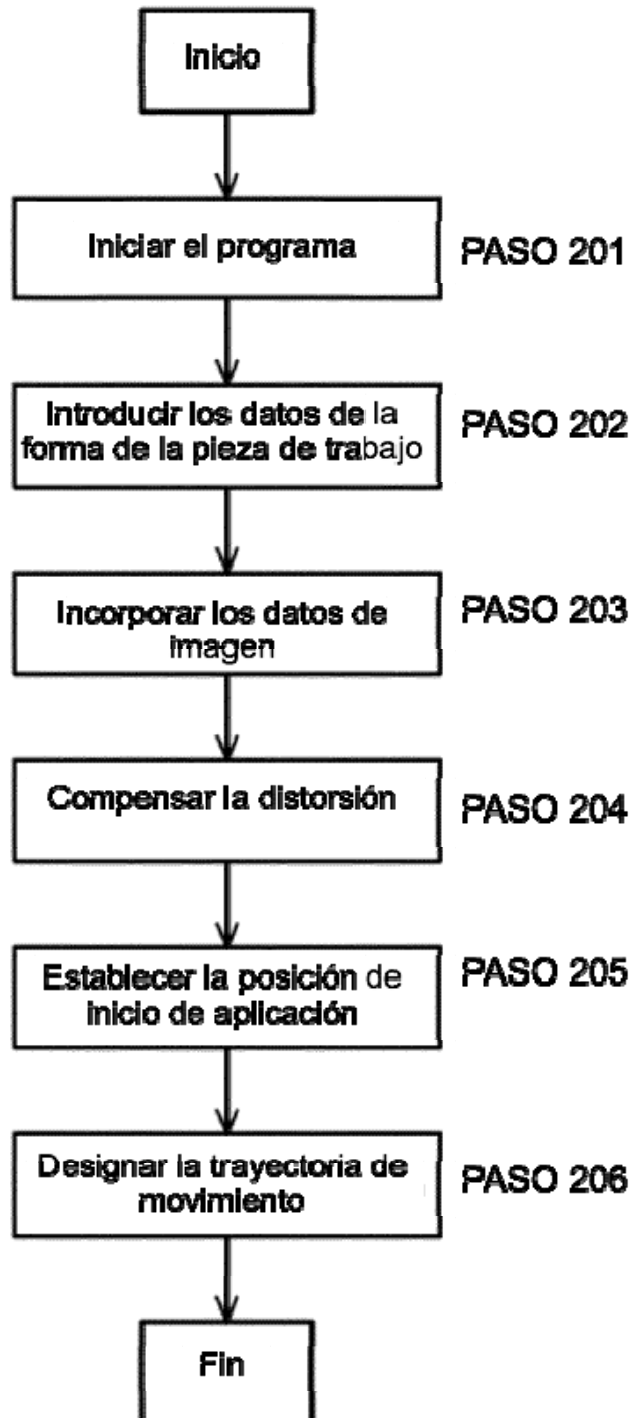 Inicio
Iniciar el programa
PASO 201
Introducir los datos de la
forma de la pieza de trabajo
PASO 202
Incorporar los datos de
imagen
PASO 203
Compensar la distorsión
PASO 204
Establecer la posición de
inicio de aplicación
PASO 205
Designar la trayectoria de
movimiento
PASO 206
Fin